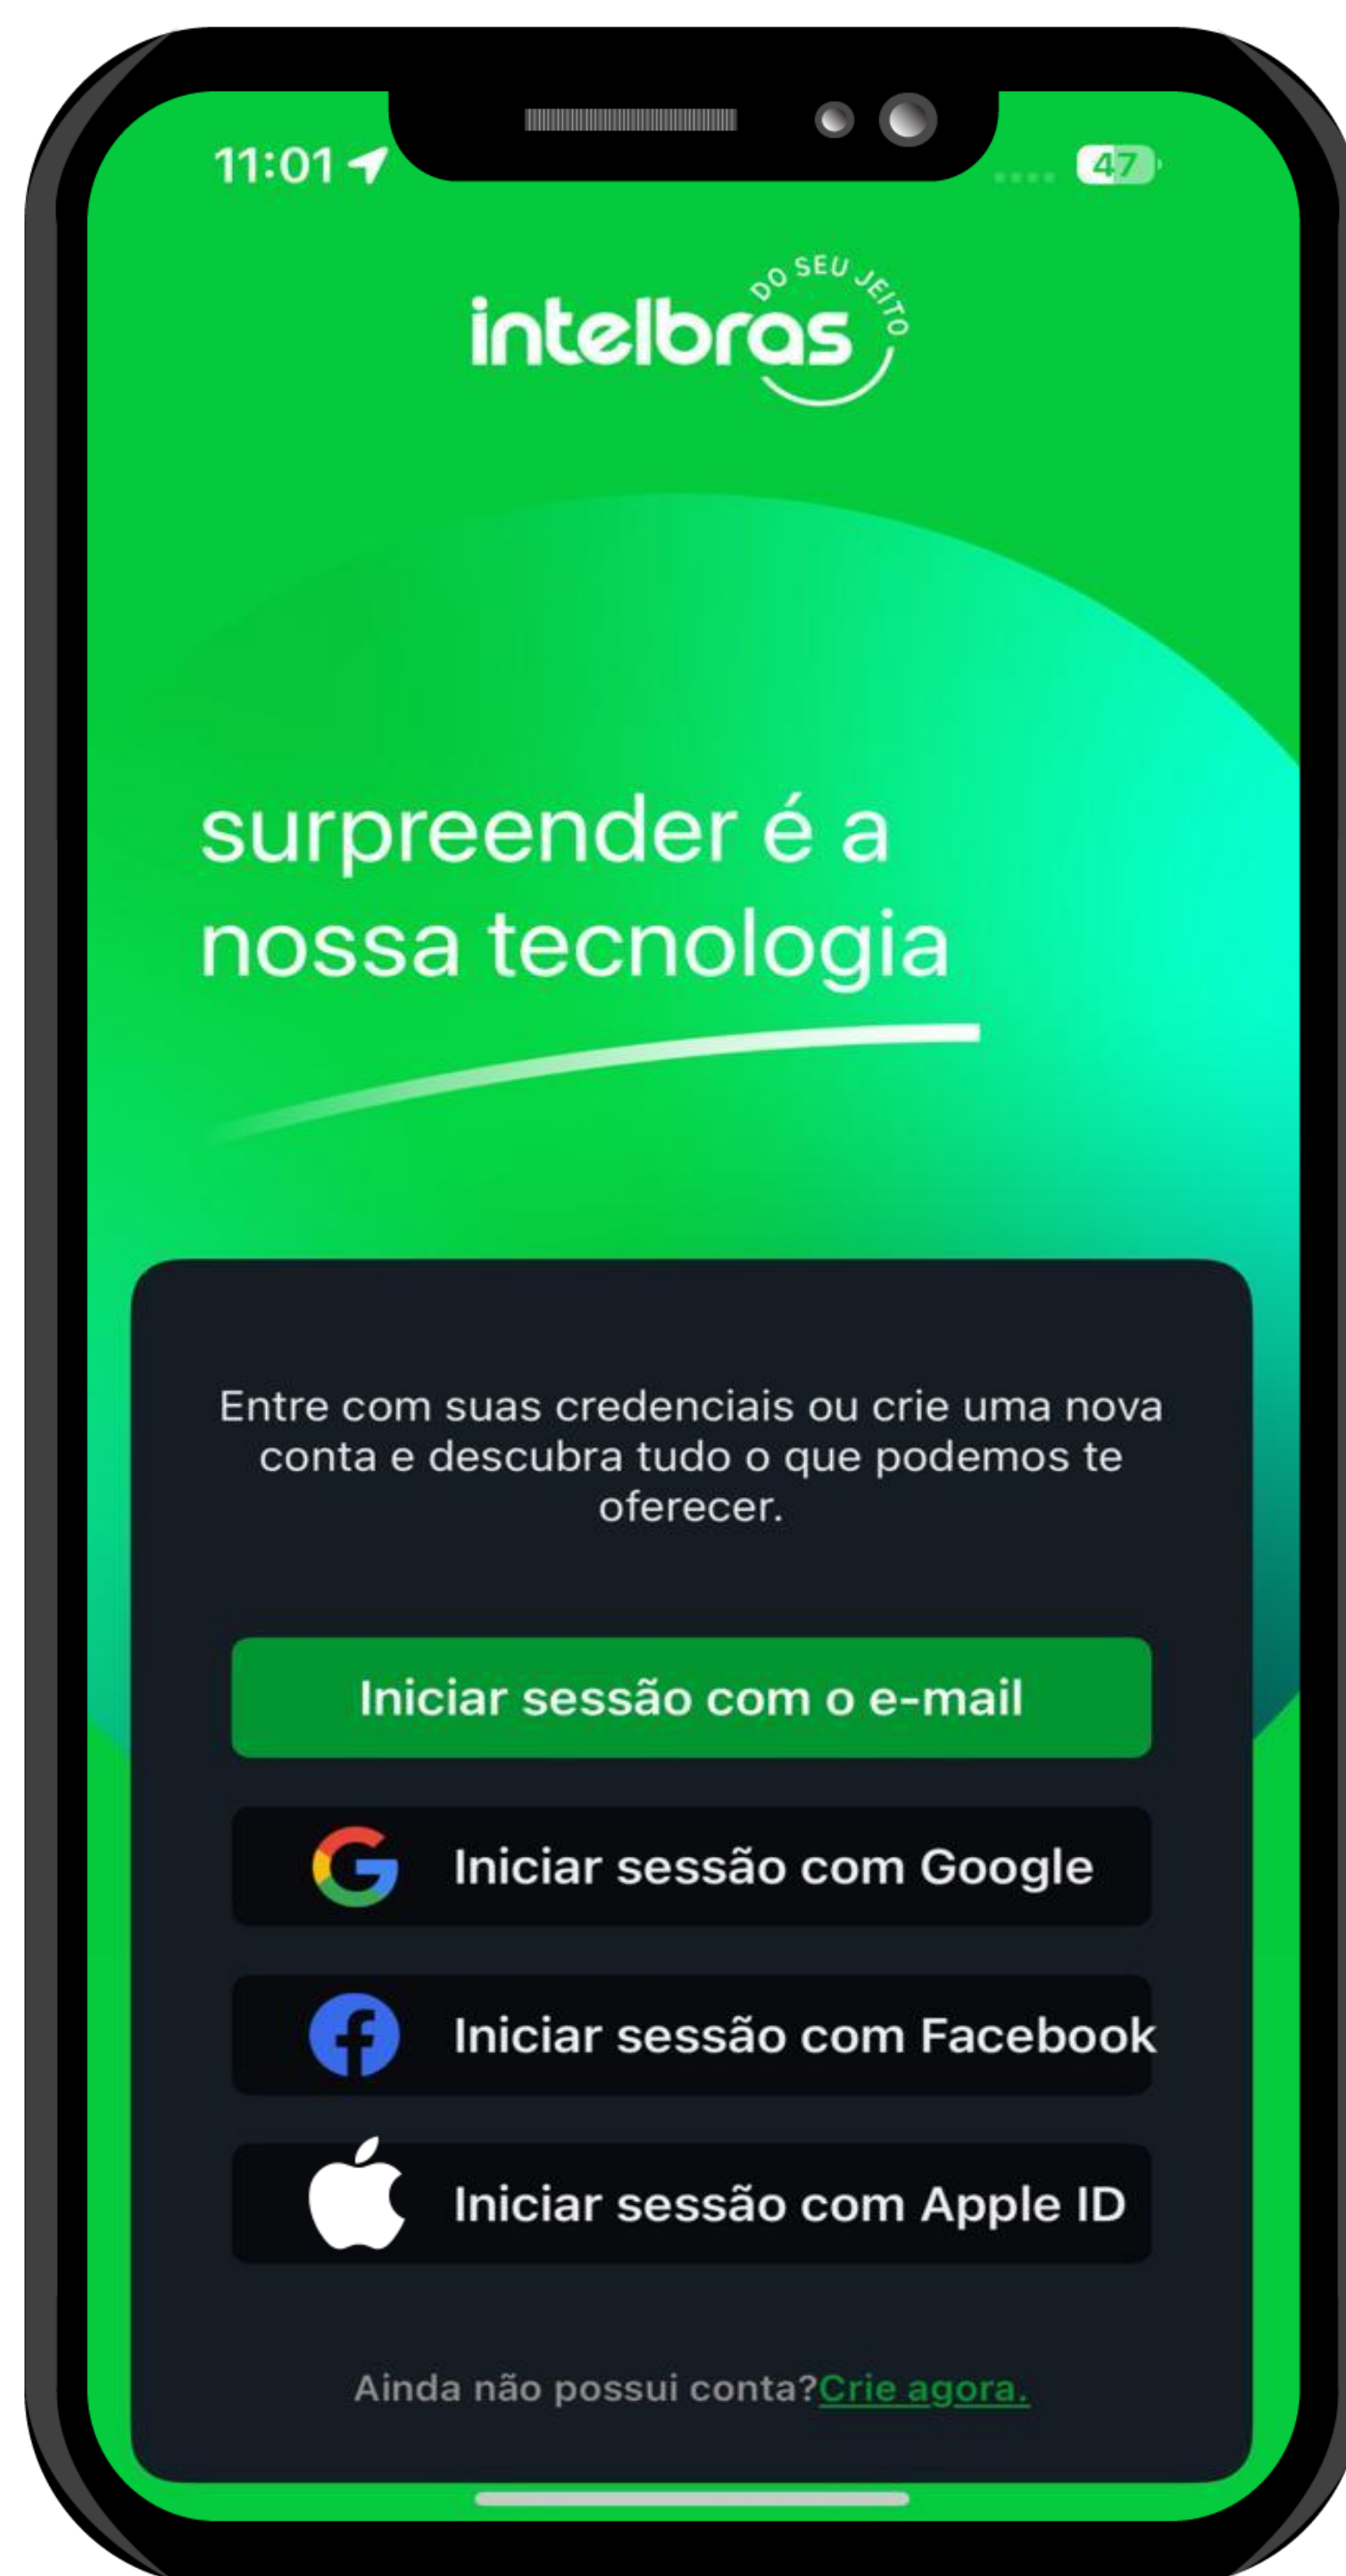 11:01
47
DO SEU JEITO
intelbras
surpreender é a
nossa tecnologia
Entre com suas credenciais ou crie uma nova
conta e descubra tudo o que podemos te
oferecer.
Iniciar sessão com o e-mail
Iniciar sessão com Google
Iniciar sessão com Facebook
Iniciar sessão com Apple ID
Ainda não possui conta?Crie agora.